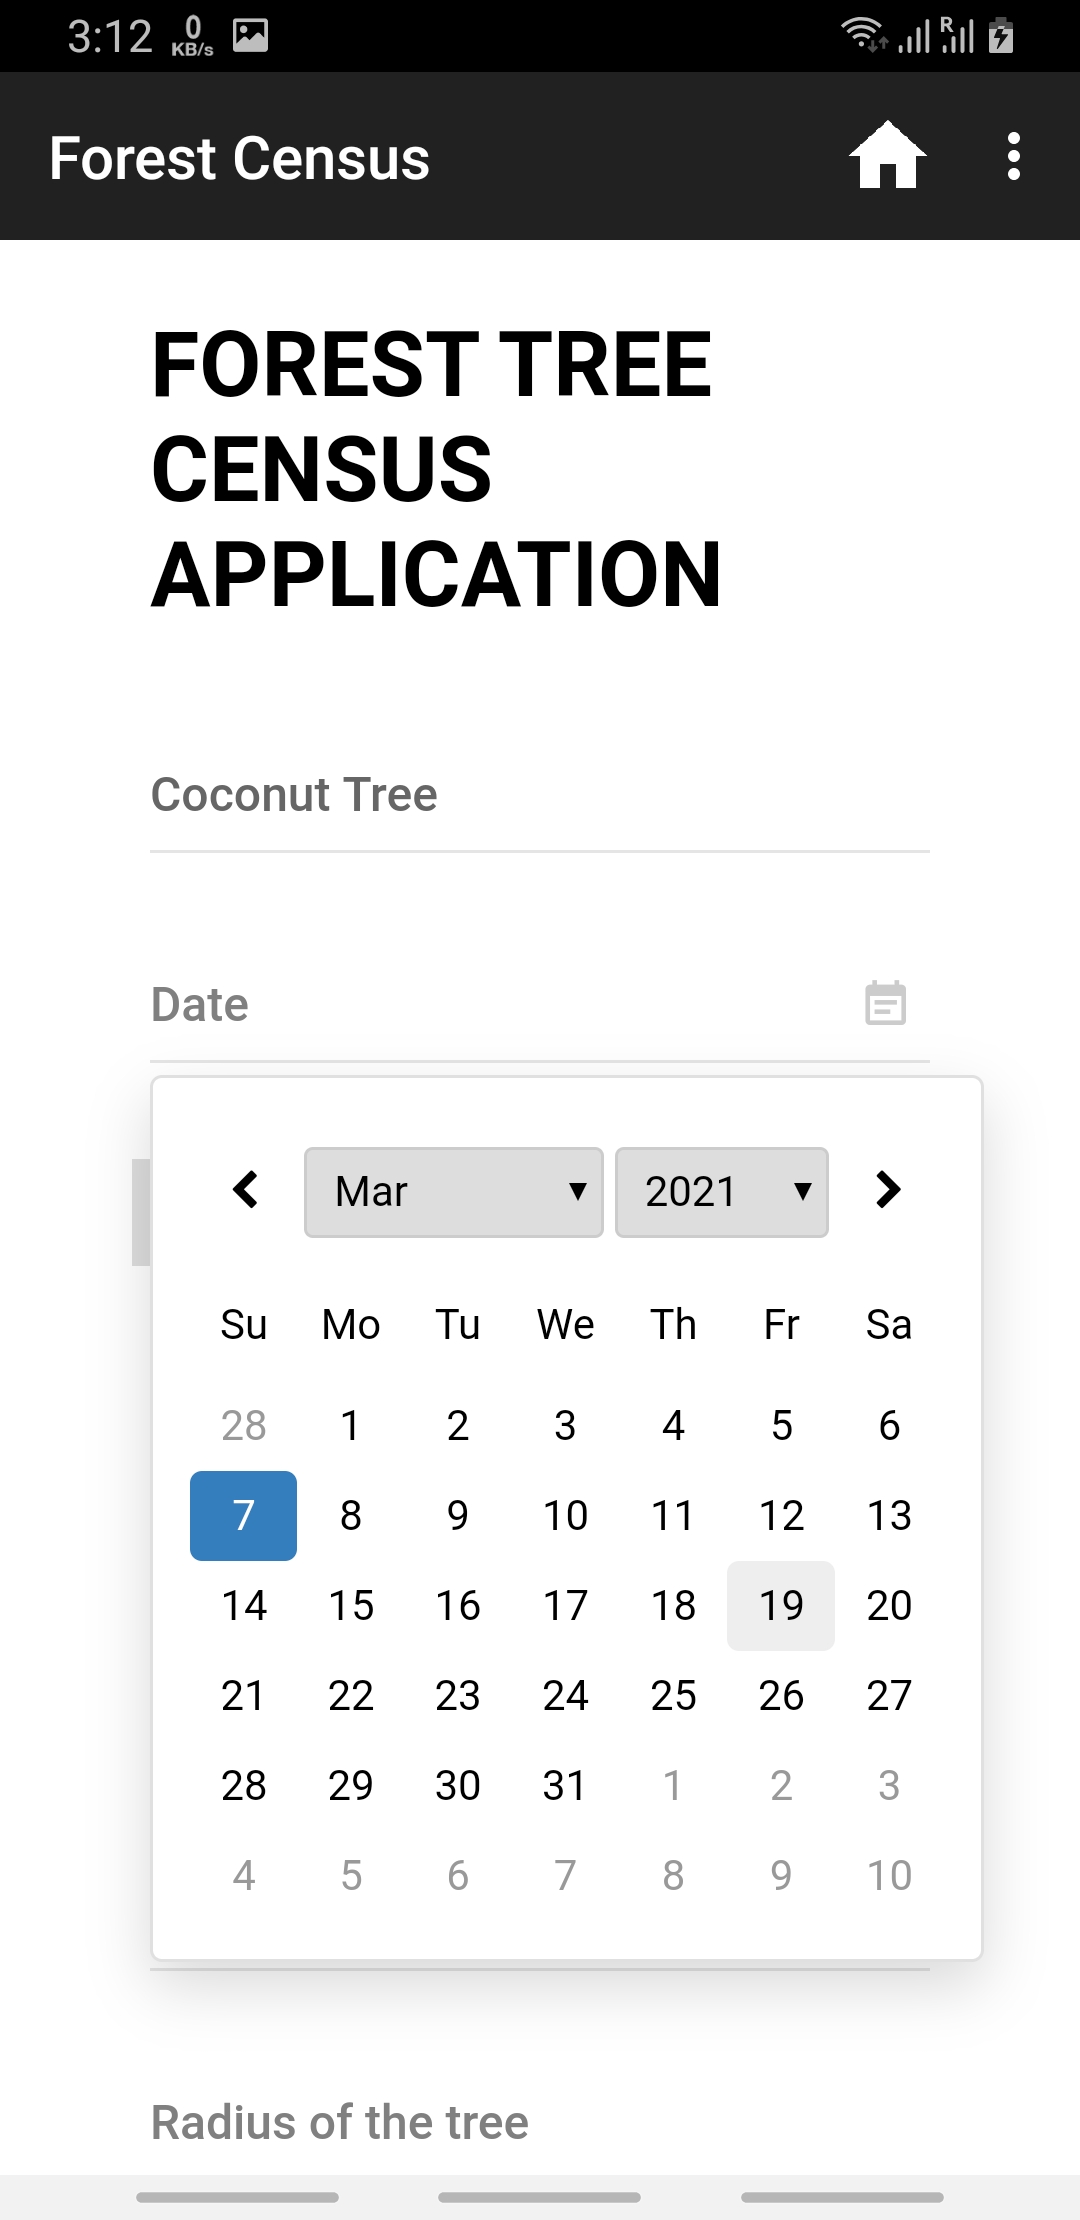 3:12 0 KB/s R
Forest Census
FOREST TREE
CENSUS
APPLICATION
Coconut Tree
Date
Mar 2021
Su Mo Tu We Th Fr Sa
28 1 2 3 4 5 6
7 8 9 10 11 12 13
14 15 16 17 18 19 20
21 22 23 24 25 26 27
28 29 30 31 1 2 3
4 5 6 7 8 9 10
Radius of the tree